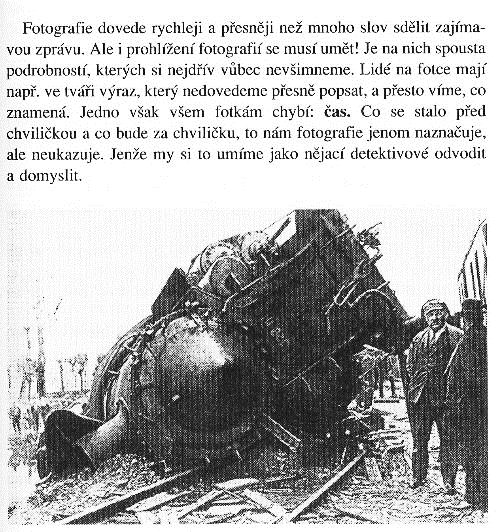 Fotografie dovede rychleji a přesněji než mnoho slov sdělit zajíma-
vou zprávu. Ale i prohlížení fotografií se musí umět! Je na nich spousta
podrobností, kterých si nejdřív vůbec nevšimneme. Lidé na fotce mají
např. ve tváři výraz, který nedovedeme přesně popsat, a přesto víme, co
znamená. Jedno však všem fotkám chybí: čas. Co se stalo před
chviličkou a co bude za chviličku, to nám fotografie jenom naznačuje,
ale neukazuje. Jenže my si to umíme jako nějací detektivové odvodit
a domyslit.